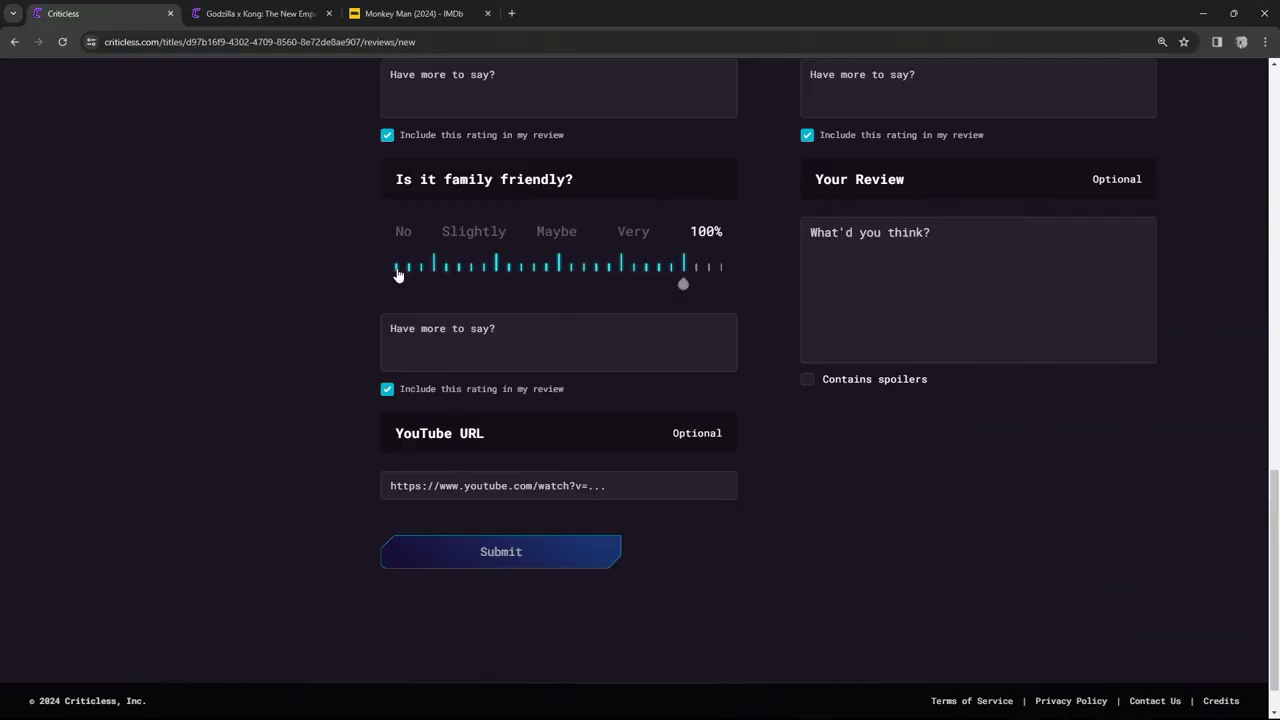 Criticless
Godzilla x Kong: The New Emp
Monkey Man (2024) - IMDb
criticless.com/titles/d97b16f9-4302-4709-8560-8e72de8ae907/reviews/new
Have more to say?
Have more to say?
Include this rating in my review
Include this rating in my review
Is it family friendly?
Your Review
Optional
No
Slightly
Maybe
Very
100%
What'd you think?
Have more to say?
Contains spoilers
Include this rating in my review
YouTube URL
Optional
https://www.youtube.com/watch?v=...
Submit
© 2024 Criticless, Inc.
Terms of Service | Privacy Policy | Contact Us | Credits